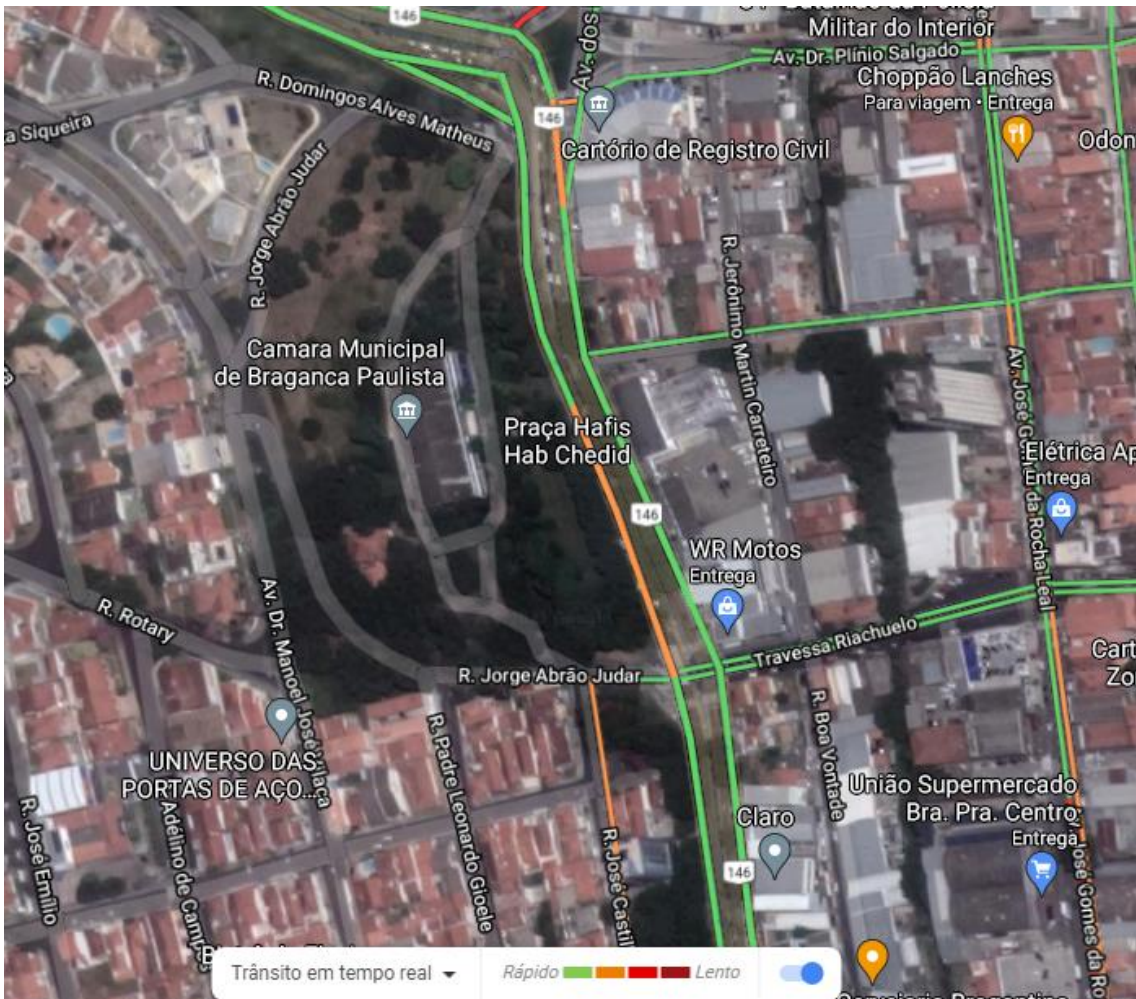 146
Militar do Interior
Av. dos
Av. Dr. Plínio Salgado
Choppão Lanches
Para viagem • Entrega
R. Domingos Alves Matheus
146
Siqueira
Cartório de Registro Civil
Odon
R. Jorge Abrão Judar
R. Jerônimo Martin Carreteiro
Camara Municipal
de Braganca Paulista
Praça Hafis
Hab Chedid
Av. José Go da Rocha Leal
Elétrica Ap
Entrega
146
WR Motos
Entrega
R. Rotary
Av. Dr. Manoel José Vilaça
Travessa Riachuelo
R. Jorge Abrão Judar
Cart
Zo
R. Padre Leonardo Gioele
R. Boa Vontade
UNIVERSO DAS
PORTAS DE AÇO...
União Supermercado
Bra. Pra. Centro
Entrega
R. José Emílio
Adélino de Campos
R. José Castil
Claro
146
José Gomes da Ro
Trânsito em tempo real
Rápido
Lento